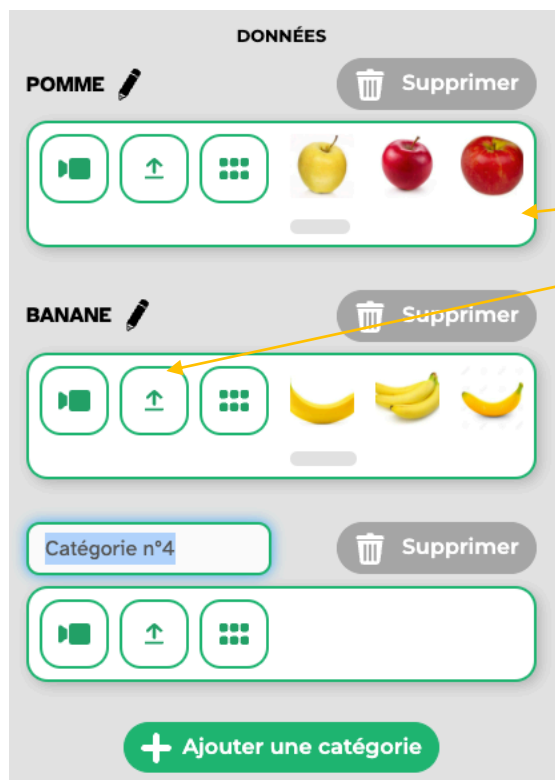 DONNÉES
POMME
Supprimer
BANANE
Supprimer
Catégorie n°4
Supprimer
Ajouter une catégorie